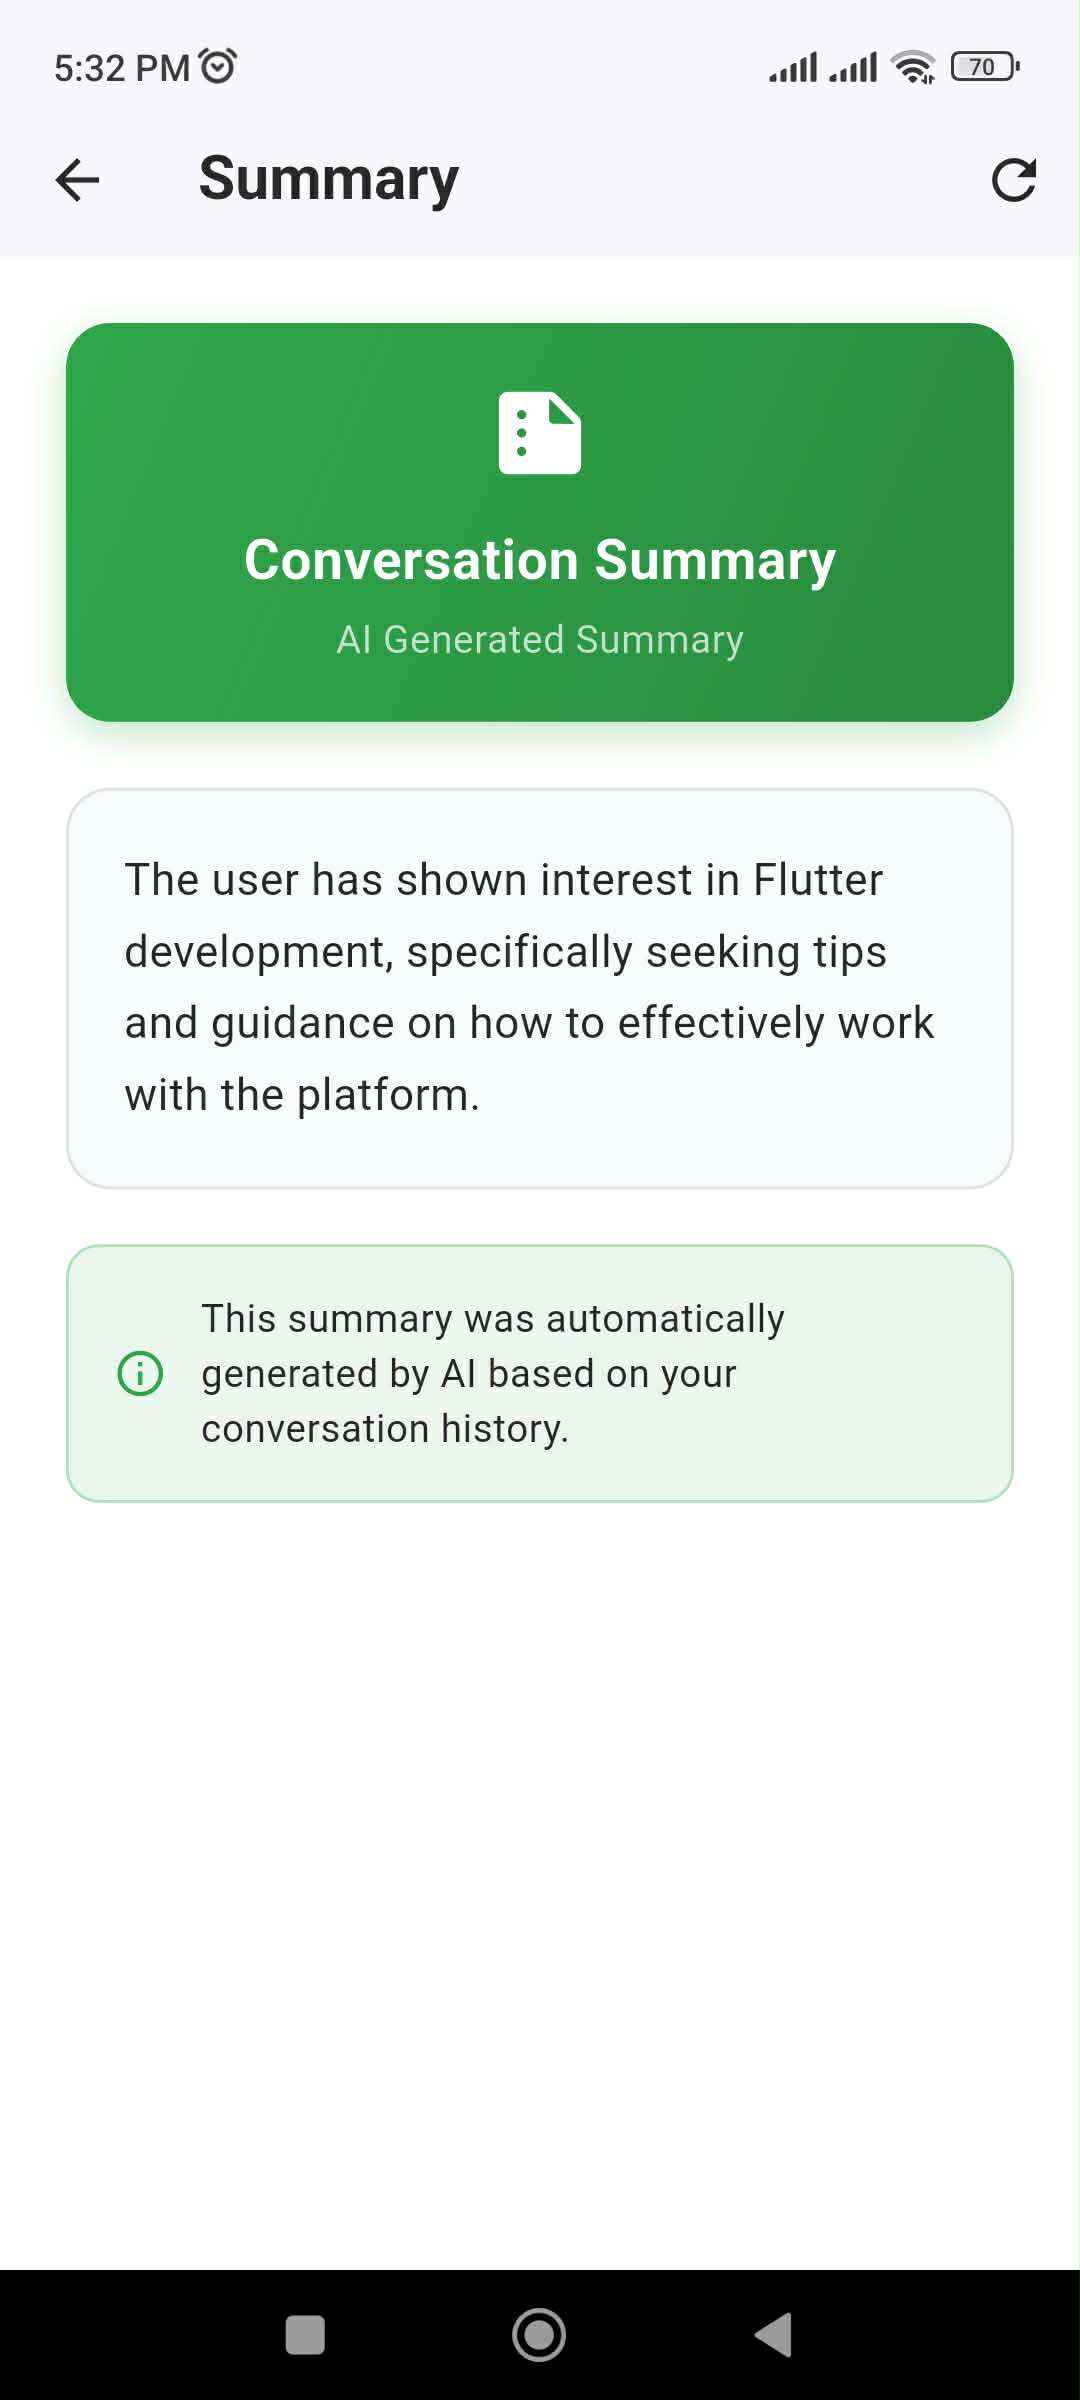 5:32 PM
70
Summary
Conversation Summary
AI Generated Summary
The user has shown interest in Flutter
development, specifically seeking tips
and guidance on how to effectively work
with the platform.
This summary was automatically
generated by AI based on your
conversation history.